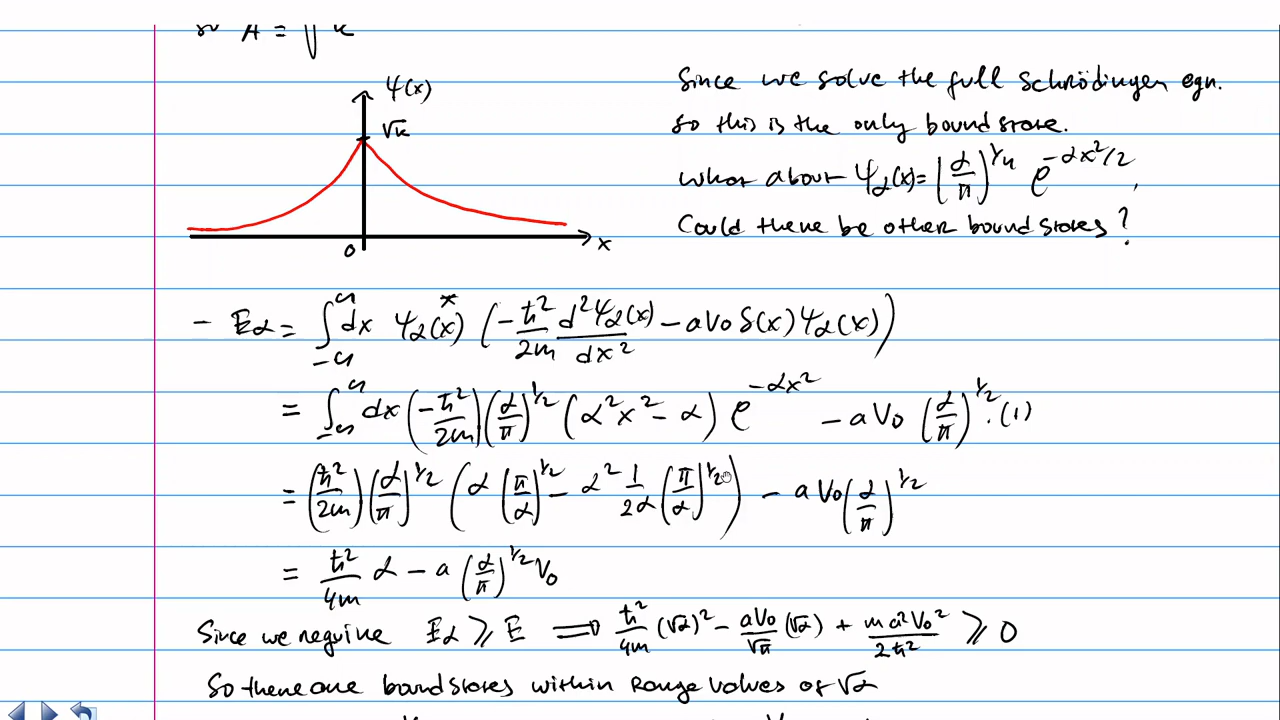 so A = √κ
ψ(x)
√κ
0
x
Since we solve the full Schrödinger eqn.
so this is the only bound state.
What about ψ_α(x) = (α/π)^{1/4} e^{-αx²/2},
Could there be other bound states?
- E_α = ∫_{-∞}^{∞} dx ψ_α(x)^* (-ħ²/2m d²ψ_α(x)/dx² - aV₀ δ(x) ψ_α(x))
= ∫_{-∞}^{∞} dx (-ħ²/2m) (α/π)^{1/2} (α²x² - α) e^{-αx²} - aV₀ (α/π)^{1/2} · (1)
= (ħ²/2m) (α/π)^{1/2} (α (π/α)^{1/2} - α² 1/2α (π/α)^{1/2}) - aV₀ (α/π)^{1/2}
= ħ²/4m α - a (α/π)^{1/2} V₀
Since we require E_α ≥ E ⟹ ħ²/4m (√α)² - aV₀/√π (√α) + ma²V₀²/2ħ² ≥ 0
So there are bound states within Range values of √α